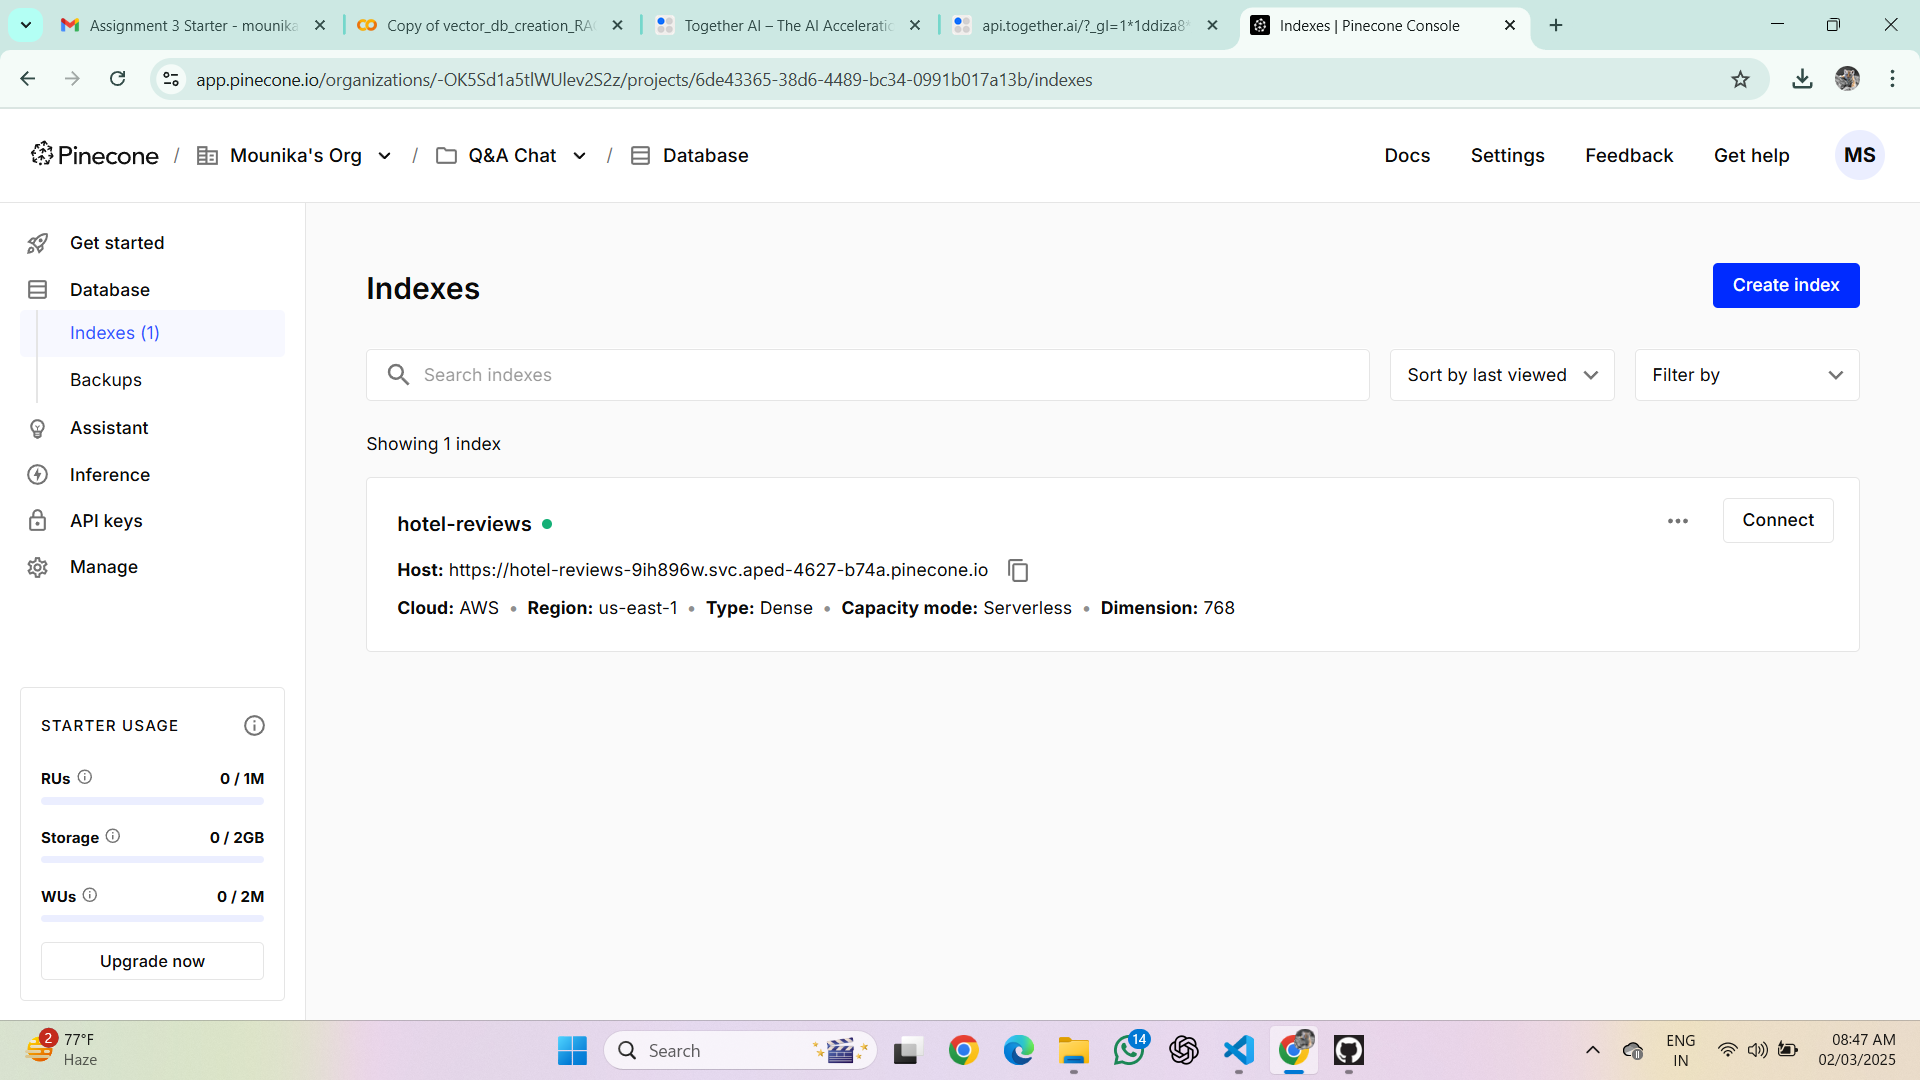 Assignment 3 Starter - mounika
Copy of vector_db_creation_RA
Together AI – The AI Acceleratio
api.together.ai/?_gl=1*1ddiza8*
Indexes | Pinecone Console
app.pinecone.io/organizations/-OK5Sd1a5tlWUlev2S2z/projects/6de43365-38d6-4489-bc34-0991b017a13b/indexes
Pinecone / Mounika's Org / Q&A Chat / Database
Docs Settings Feedback Get help MS
Get started
Database
Indexes (1)
Backups
Assistant
Inference
API keys
Manage
STARTER USAGE
RUs 0 / 1M
Storage 0 / 2GB
WUs 0 / 2M
Upgrade now
Indexes
Create index
Search indexes
Sort by last viewed
Filter by
Showing 1 index
hotel-reviews
Connect
Host: https://hotel-reviews-9ih896w.svc.aped-4627-b74a.pinecone.io
Cloud: AWS • Region: us-east-1 • Type: Dense • Capacity mode: Serverless • Dimension: 768
2
77°F
Haze
Search
14
ENG
IN
08:47 AM
02/03/2025